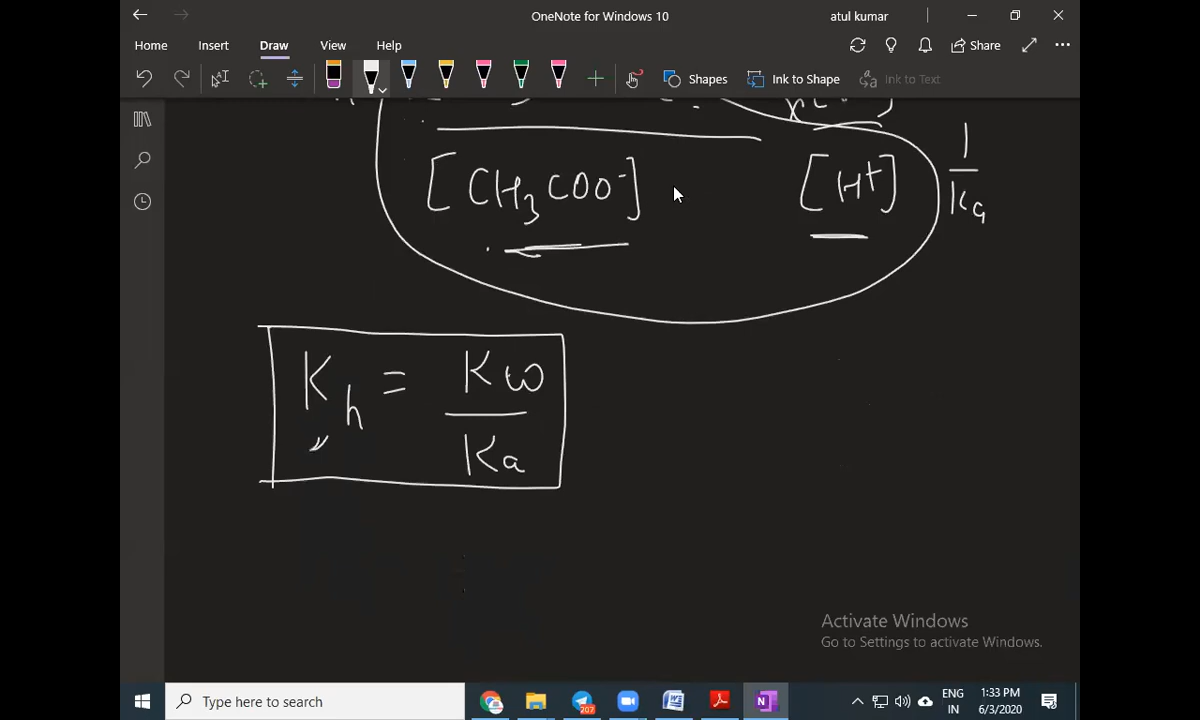 OneNote for Windows 10
atul kumar
Home Insert Draw View Help
Share
Shapes
Ink to Shape
Ink to Text
[CH₃COO⁻] [H⁺]
1
Ka
Kh = Kw
Ka
Activate Windows
Go to Settings to activate Windows.
Type here to search
207
ENG
IN
1:33 PM
6/3/2020